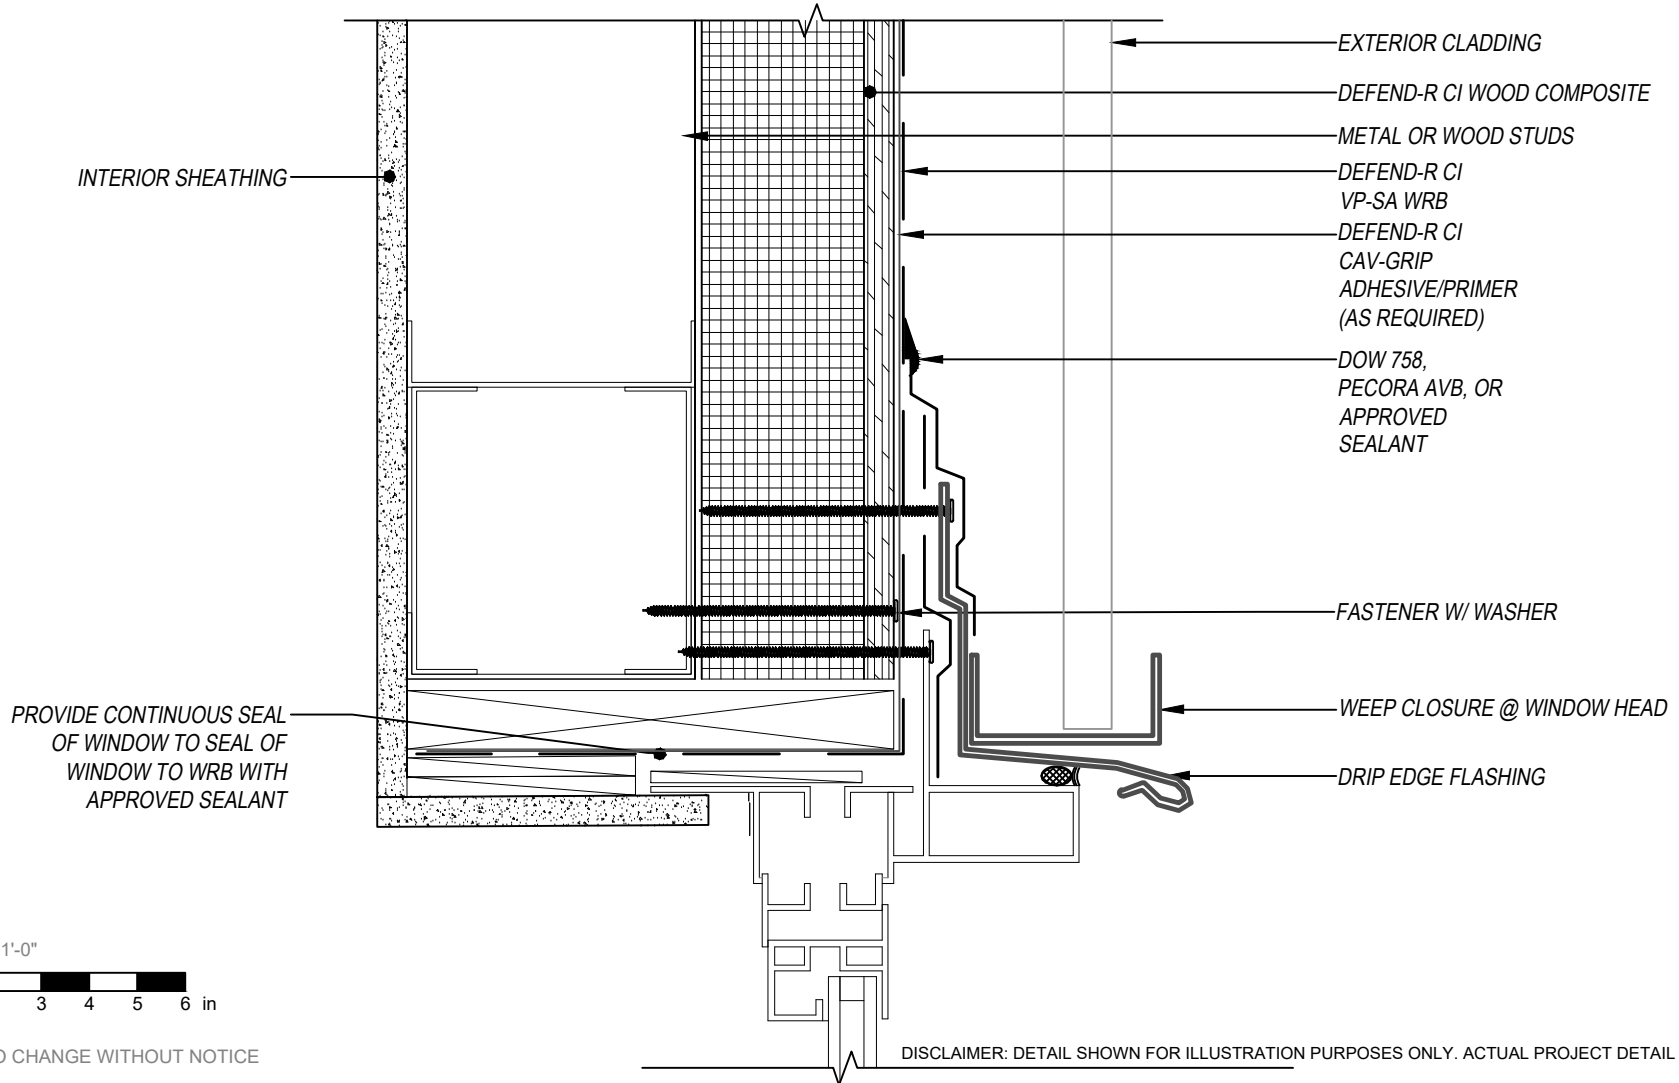 EXTERIOR CLADDING
DEFEND-R CI WOOD COMPOSITE
METAL OR WOOD STUDS
DEFEND-R CI
VP-SA WRB
DEFEND-R CI
CAV-GRIP
ADHESIVE/PRIMER
(AS REQUIRED)
DOW 758,
PECORA AVB, OR
APPROVED
SEALANT
FASTENER W/ WASHER
WEEP CLOSURE @ WINDOW HEAD
DRIP EDGE FLASHING
INTERIOR SHEATHING
PROVIDE CONTINUOUS SEAL
OF WINDOW TO SEAL OF
WINDOW TO WRB WITH
APPROVED SEALANT
1'-0"
3 4 5 6 in
CHANGE WITHOUT NOTICE
DISCLAIMER: DETAIL SHOWN FOR ILLUSTRATION PURPOSES ONLY. ACTUAL PROJECT DETAIL